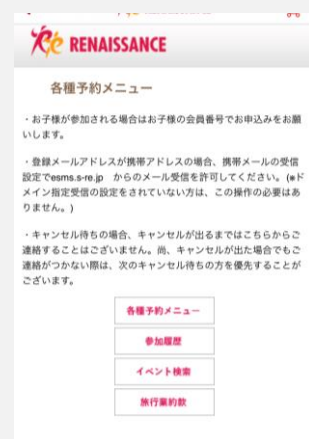 RENAISSANCE
各種予約メニュー
・お子様が参加される場合はお子様の会員番号でお申込みをお願
いします。
・登録メールアドレスが携帯アドレスの場合、携帯メールの受信
設定でesms.s-re.jp からのメール受信を許可してください。(※ド
メイン指定受信の設定をされていない方は、この操作の必要はあ
りません。)
・キャンセル待ちの場合、キャンセルが出るまではこちらからご
連絡することはございません。尚、キャンセルが出た場合でもご
連絡がつかない際は、次のキャンセル待ちの方を優先することが
ございます。
各種予約メニュー
参加履歴
イベント検索
旅行業約款